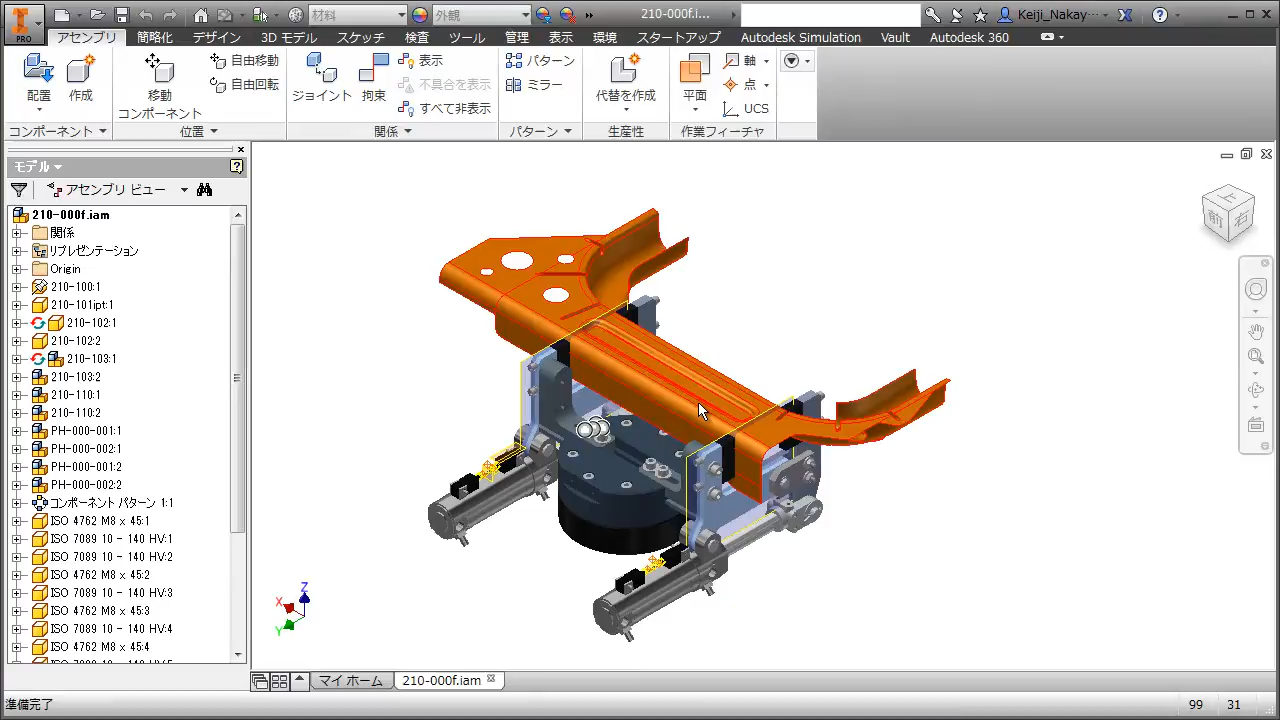 材料 外観 210-000f.i... Keiji_Nakay...
PRO アセンブリ 簡略化 デザイン 3D モデル スケッチ 検査 ツール 管理 表示 環境 スタートアップ Autodesk Simulation Vault Autodesk 360
配置 作成 移動 自由移動 自由回転 ジョイント 拘束 表示 不具合を表示 すべて非表示 パターン ミラー 代替を作成 平面 軸 点 UCS
コンポーネント
コンポーネント 位置 関係 パターン 生産性 作業フィーチャ
モデル
アセンブリ ビュー
210-000f.iam
関係
リプレゼンテーション
Origin
210-100:1
210-101ipt:1
210-102:1
210-102:2
210-103:1
210-103:2
210-110:1
210-110:2
PH-000-001:1
PH-000-002:1
PH-000-001:2
PH-000-002:2
コンポーネント パターン 1:1
ISO 4762 M8 x 45:1
ISO 7089 10 - 140 HV:1
ISO 7089 10 - 140 HV:2
ISO 4762 M8 x 45:2
ISO 7089 10 - 140 HV:3
ISO 4762 M8 x 45:3
ISO 7089 10 - 140 HV:4
ISO 4762 M8 x 45:4
上
前 右
Z
X
Y
マイ ホーム 210-000f.iam
準備完了 99 31